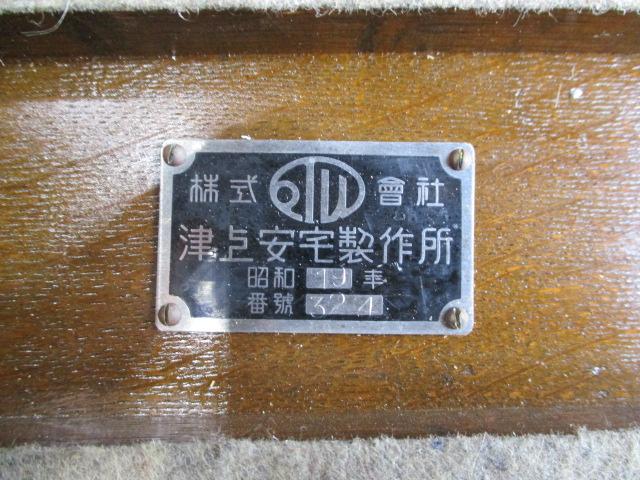 株式 會社
津上安宅製作所
昭和 19 年
番號 324